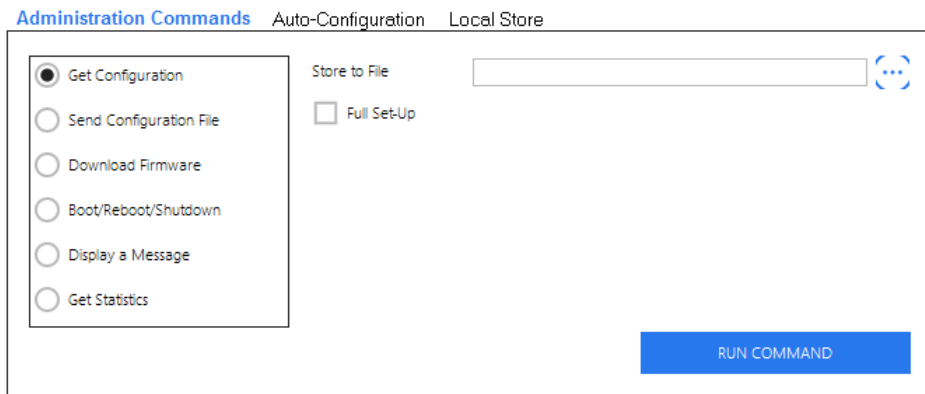 Administration Commands Auto-Configuration Local Store
Get Configuration
Store to File
Full Set-Up
Send Configuration File
Download Firmware
Boot/Reboot/Shutdown
Display a Message
Get Statistics
RUN COMMAND